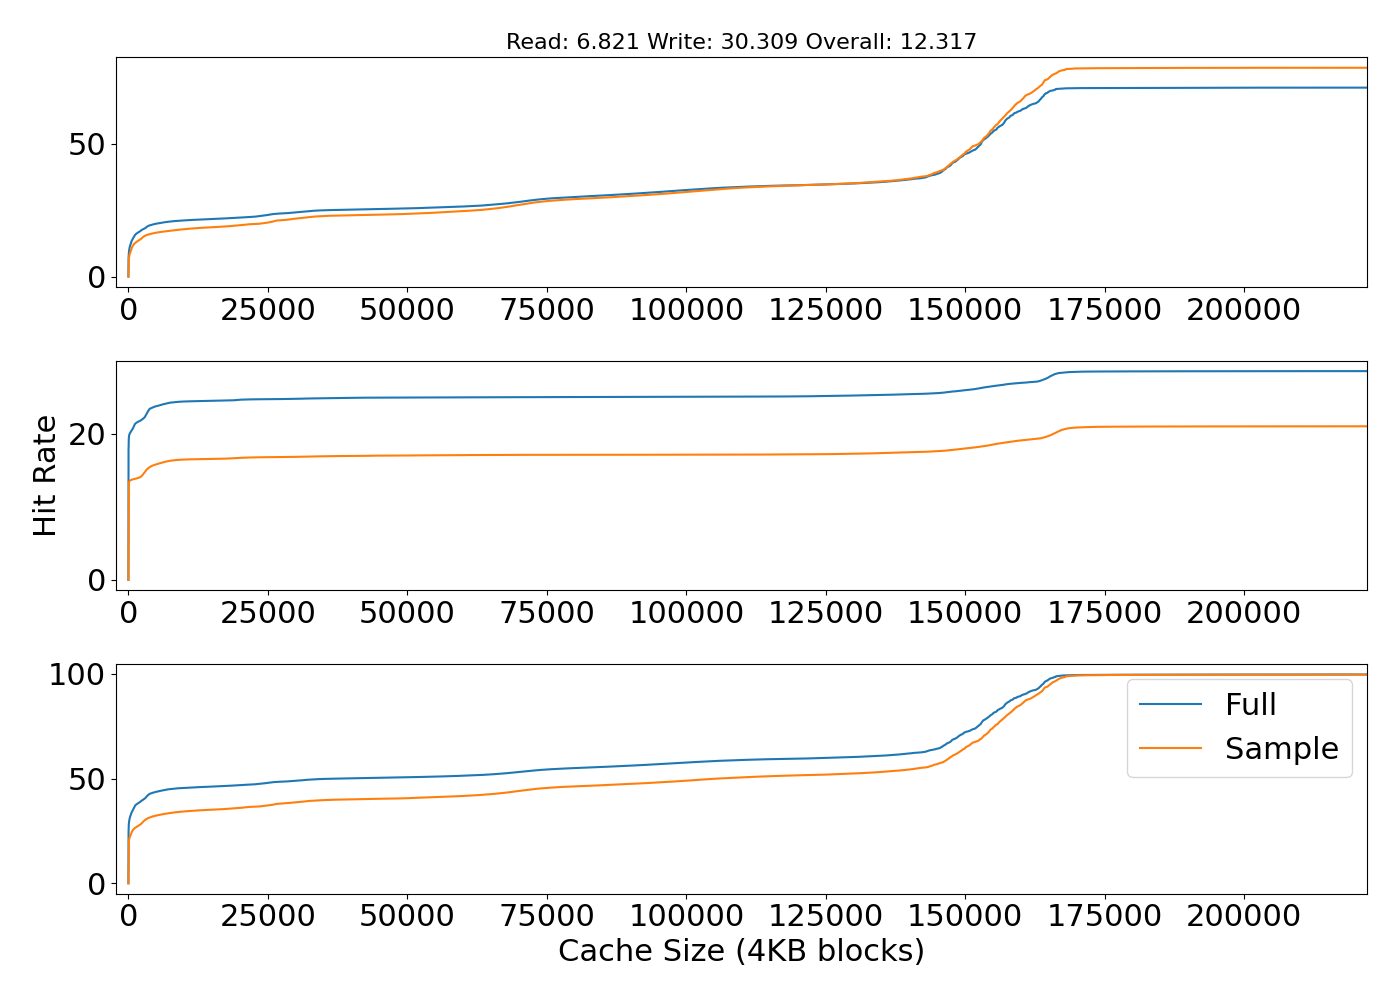 Read: 6.821 Write: 30.309 Overall: 12.317
50
0
0 25000 50000 75000 100000 125000 150000 175000 200000
Hit Rate
20
0
0 25000 50000 75000 100000 125000 150000 175000 200000
100
50
0
Full
Sample
0 25000 50000 75000 100000 125000 150000 175000 200000
Cache Size (4KB blocks)